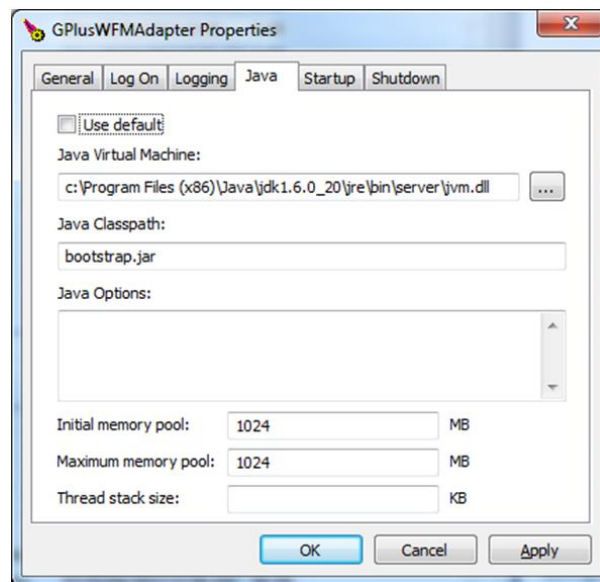 GPlusWFMAdapter Properties
General Log On Logging Java Startup Shutdown
Use default
Java Virtual Machine:
c:\Program Files (x86)\Java\jdk1.6.0_20\jre\bin\server\jvm.dll ...
Java Classpath:
bootstrap.jar
Java Options:
Initial memory pool: 1024 MB
Maximum memory pool: 1024 MB
Thread stack size: KB
OK Cancel Apply